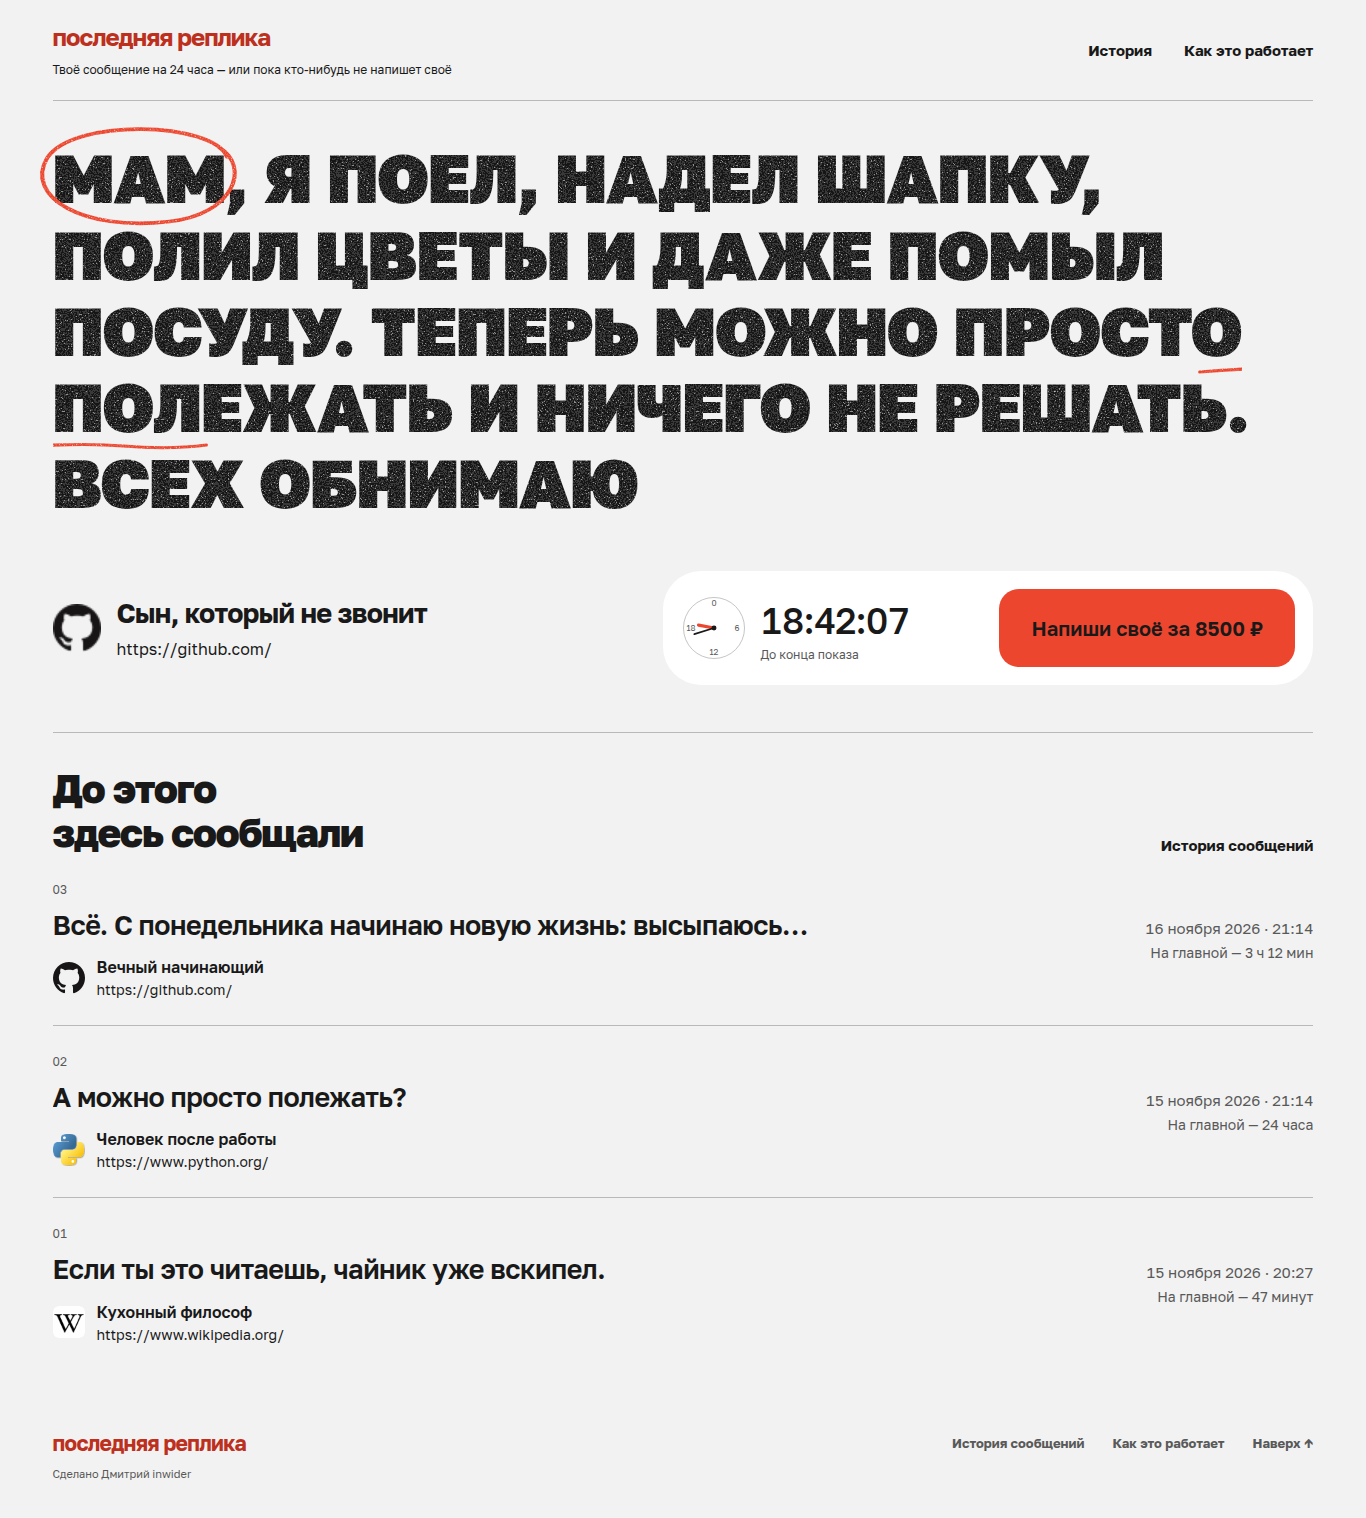 последняя реплика
Твоё сообщение на 24 часа — или пока кто-нибудь не напишет своё
История
Как это работает
МАМ, Я ПОЕЛ, НАДЕЛ ШАПКУ,
ПОЛИЛ ЦВЕТЫ И ДАЖЕ ПОМЫЛ
ПОСУДУ. ТЕПЕРЬ МОЖНО ПРОСТО
ПОЛЕЖАТЬ И НИЧЕГО НЕ РЕШАТЬ.
ВСЕХ ОБНИМАЮ
Сын, который не звонит
https://github.com/
0
6
12
18
18:42:07
До конца показа
Напиши своё за 8500 ₽
До этого
здесь сообщали
История сообщений
03
Всё. С понедельника начинаю новую жизнь: высыпаюсь…
16 ноября 2026 · 21:14
На главной — 3 ч 12 мин
Вечный начинающий
https://github.com/
02
А можно просто полежать?
15 ноября 2026 · 21:14
На главной — 24 часа
Человек после работы
https://www.python.org/
01
Если ты это читаешь, чайник уже вскипел.
15 ноября 2026 · 20:27
На главной — 47 минут
W
Кухонный философ
https://www.wikipedia.org/
последняя реплика
Сделано Дмитрий inwider
История сообщений
Как это работает
Наверх ↑